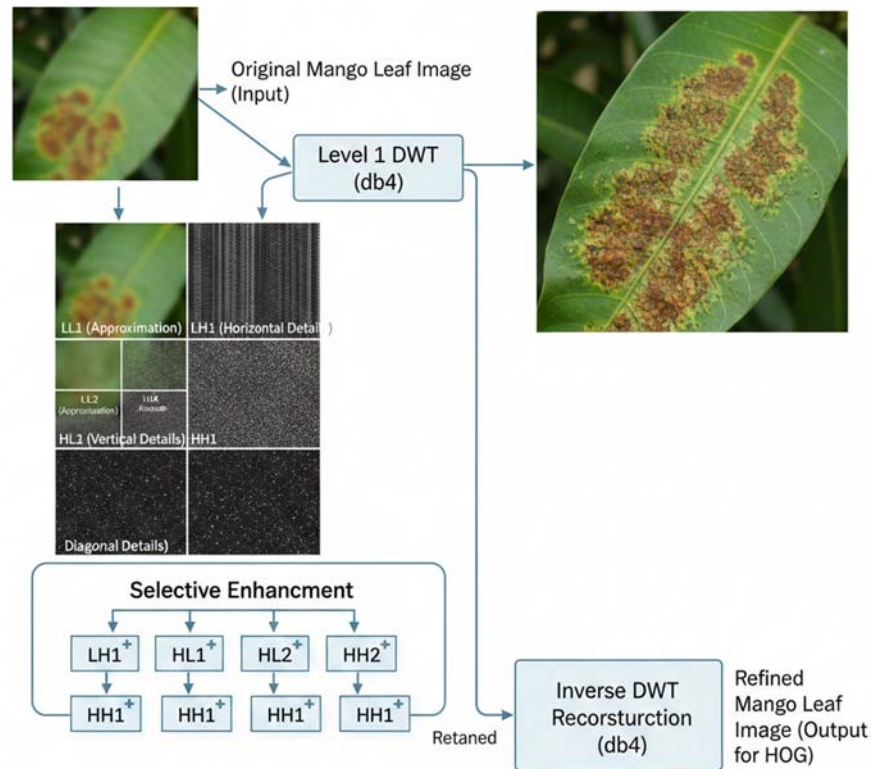 Original Mango Leaf Image
(Input)
Level 1 DWT
(db4)
LL1 (Approximation)
LH1 (Horizontal Detail )
LL2
HL1 (Vertical Details)
HH1
Diagonal Details)
Selective Enhancment
LH1+
HL1+
HL2+
HH2+
HH1+
HH1+
HH1+
HH1+
Retaned
Inverse DWT
Recorsturction
(db4)
Refined
Mango Leaf
Image (Output
for HOG)